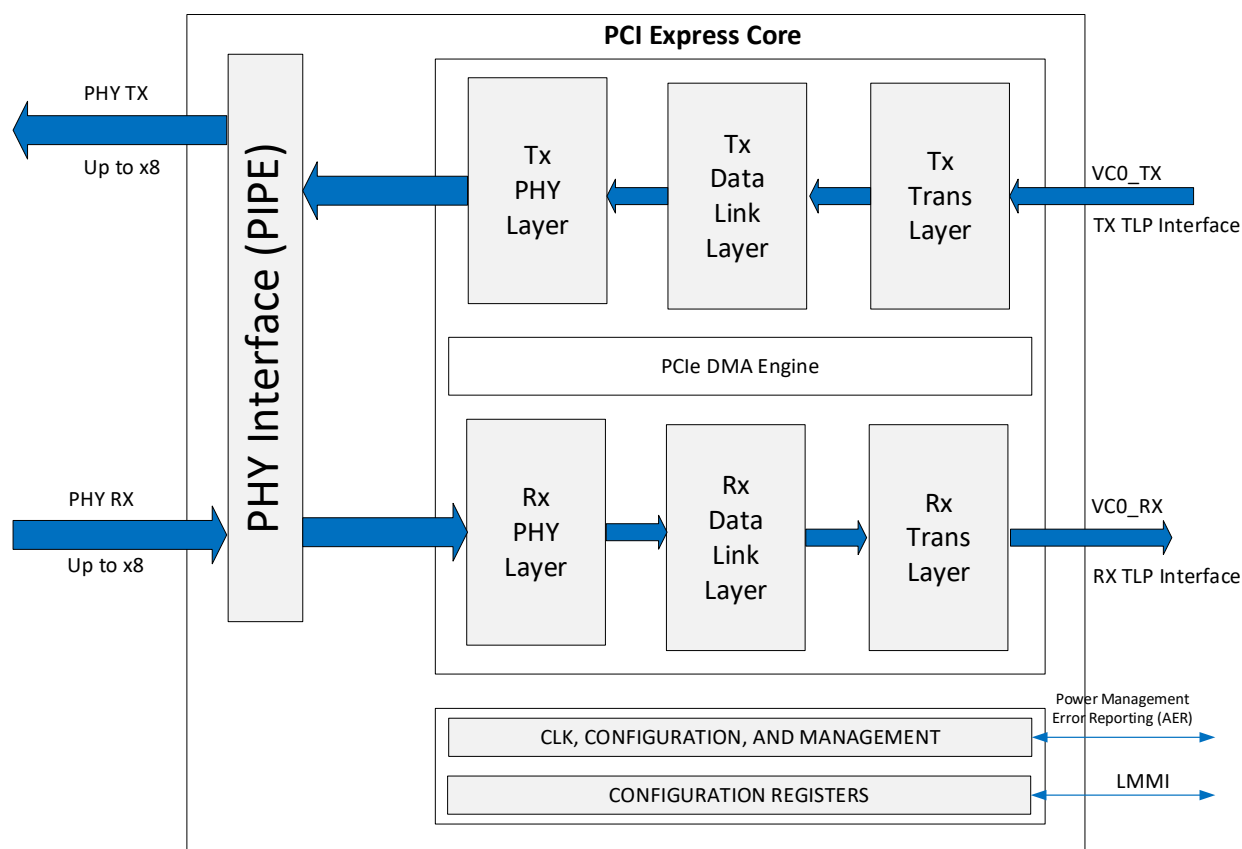 PCI Express Core
PHY TX
Up to x8
PHY Interface (PIPE)
Tx
PHY
Layer
Tx
Data
Link
Layer
Tx
Trans
Layer
VC0_TX
TX TLP Interface
PCIe DMA Engine
PHY RX
Up to x8
Rx
PHY
Layer
Rx
Data
Link
Layer
Rx
Trans
Layer
VC0_RX
RX TLP Interface
Power Management
Error Reporting (AER)
CLK, CONFIGURATION, AND MANAGEMENT
CONFIGURATION REGISTERS
LMMI